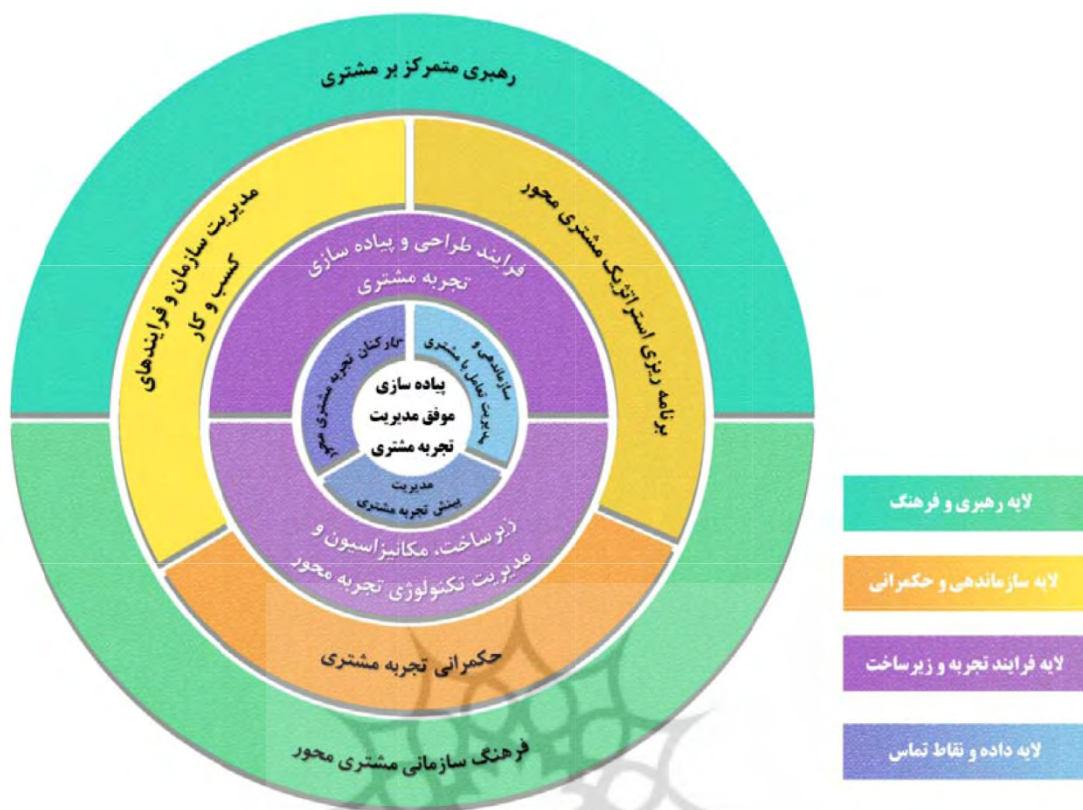 رهبری متمرکز بر مشتری
مدیریت سازمان و فرایندهای
کسب و کار
برنامه ریزی استراتژیک مشتری محور
فرایند طراحی و پیاده سازی
تجربه مشتری
کارکنان تجربه مشتری محور
سازماندهی و
مدیریت تعامل با مشتری
پیاده سازی
موفق مدیریت
تجربه مشتری
مدیریت
بینش تجربه مشتری
زیرساخت، مکانیزاسیون و
مدیریت تکنولوژی تجربه محور
حکمرانی تجربه مشتری
فرهنگ سازمانی مشتری محور
لایه رهبری و فرهنگ
لایه سازماندهی و حکمرانی
لایه فرایند تجربه و زیرساخت
لایه داده و نقاط تماس